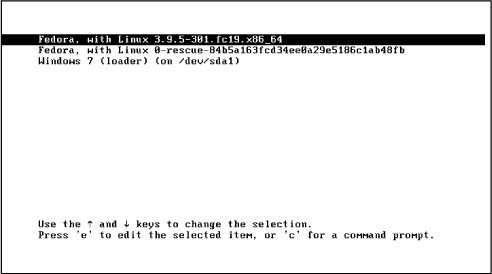 Fedora, with Linux 3.9.5-301.fc19.x86_64
Fedora, with Linux 0-rescue-84b5a163fcd34ee0a29e5186c1ab48fb
Windows 7 (loader) (on /dev/sda1)
Use the ↑ and ↓ keys to change the selection.
Press 'e' to edit the selected item, or 'c' for a command prompt.